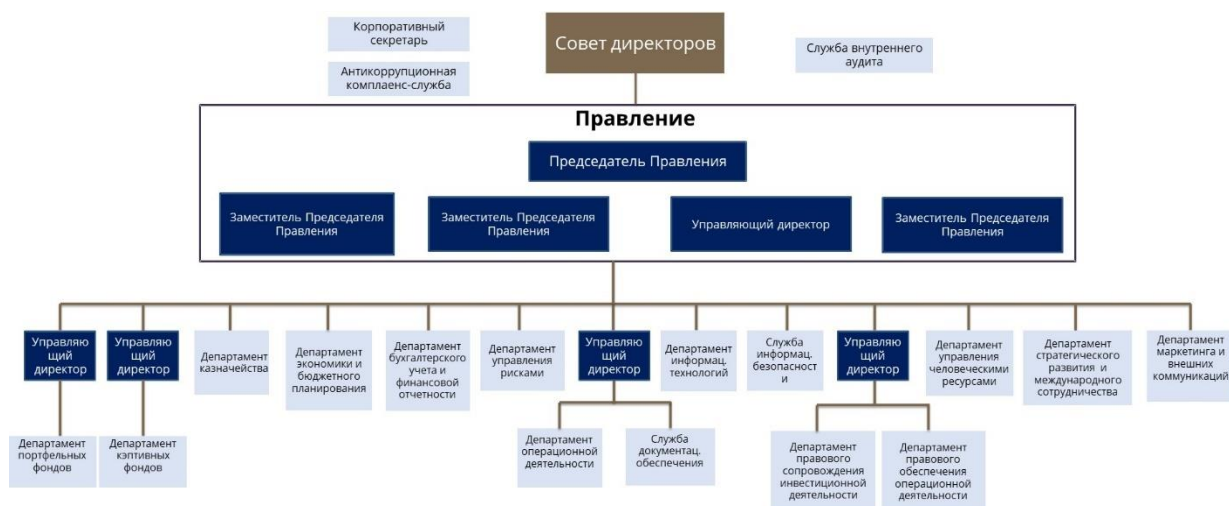 Корпоративный
секретарь
Антикоррупционная
комплаенс-служба
Совет директоров
Служба внутреннего
аудита
Правление
Председатель Правления
Заместитель Председателя
Правления
Заместитель Председателя
Правления
Управляющий директор
Заместитель Председателя
Правления
Управляю
щий
директор
Управляю
щий
директор
Департамент
казначейства
Департамент
экономики и
бюджетного
планирования
Департамент
бухгалтерского
учета и
финансовой
отчетности
Департамент
управления
рисками
Управляю
щий
директор
Департамент
информац.
технологий
Служба
информац.
безопасност
и
Управляю
щий
директор
Департамент
управления
человеческими
ресурсами
Департамент
стратегического
развития и
международного
сотрудничества
Департамент
маркетинга и
внешних
коммуникаций
Департамент
портфельных
фондов
Департамент
кэптивных
фондов
Департамент
операционной
деятельности
Служба
документац.
обеспечения
Департамент
правового
сопровождения
инвестиционной
деятельности
Департамент
правового
обеспечения
операционной
деятельности